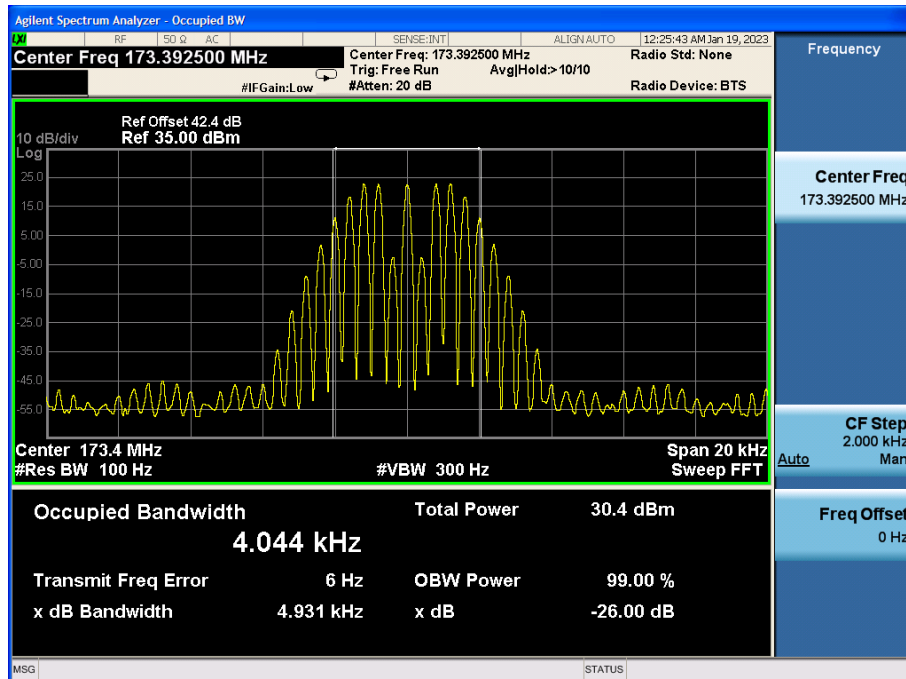 Agilent Spectrum Analyzer - Occupied BW
LXI RF 50 Ω AC SENSE:INT ALIGNAUTO 12:25:43 AM Jan 19, 2023
Center Freq 173.392500 MHz
Center Freq: 173.392500 MHz
Radio Std: None
Trig: Free Run Avg|Hold:>10/10
#IFGain:Low
#Atten: 20 dB
Radio Device: BTS
Ref Offset 42.4 dB
10 dB/div Ref 35.00 dBm
Log
25.0
15.0
5.00
-5.00
-15.0
-25.0
-35.0
-45.0
-55.0
Center 173.4 MHz Span 20 kHz
#Res BW 100 Hz #VBW 300 Hz Sweep FFT
Occupied Bandwidth Total Power 30.4 dBm
4.044 kHz
Transmit Freq Error 6 Hz OBW Power 99.00 %
x dB Bandwidth 4.931 kHz x dB -26.00 dB
MSG STATUS
Frequency
Center Freq
173.392500 MHz
CF Step
2.000 kHz
Auto Man
Freq Offset
0 Hz